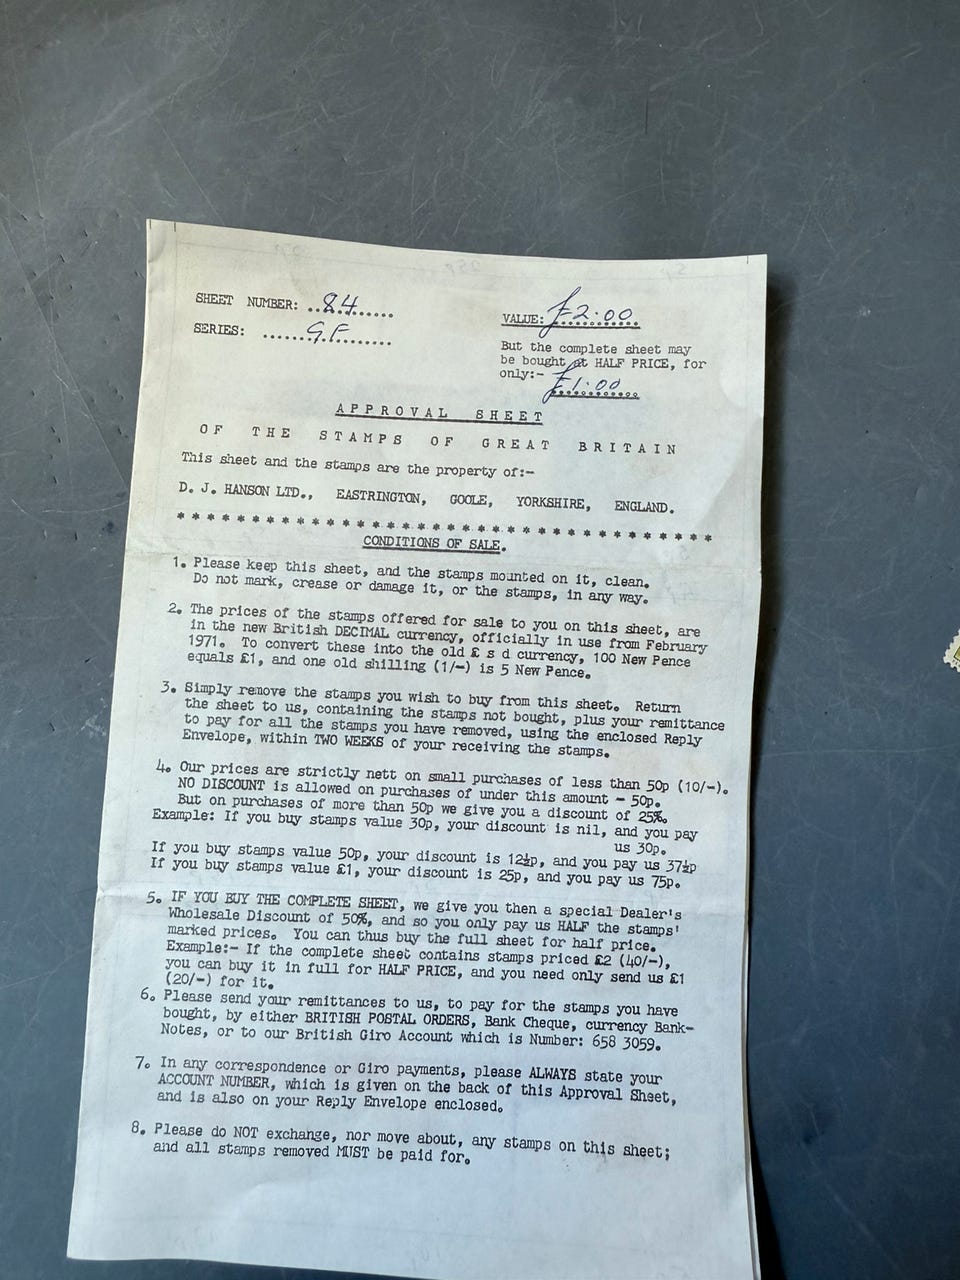 SHEET NUMBER: ..84.......
SERIES: .......G.F..........
VALUE: £2.00
But the complete sheet may
be bought at HALF PRICE, for
only:- £1.00
APPROVAL SHEET
OF THE STAMPS OF GREAT BRITAIN
This sheet and the stamps are the property of:-
D. J. HANSON LTD., EASTRINGTON, GOOLE, YORKSHIRE, ENGLAND.
* * * * * * * * * * * * * * * * * * * * * * * * * * * * * * * * * * * *
CONDITIONS OF SALE.
1. Please keep this sheet, and the stamps mounted on it, clean.
Do not mark, crease or damage it, or the stamps, in any way.
2. The prices of the stamps offered for sale to you on this sheet, are
in the new British DECIMAL currency, officially in use from February
1971. To convert these into the old £ s d currency, 100 New Pence
equals £1, and one old shilling (1/-) is 5 New Pence.
3. Simply remove the stamps you wish to buy from this sheet. Return
the sheet to us, containing the stamps not bought, plus your remittance
to pay for all the stamps you have removed, using the enclosed Reply
Envelope, within TWO WEEKS of your receiving the stamps.
4. Our prices are strictly nett on small purchases of less than 50p (10/-).
NO DISCOUNT is allowed on purchases of under this amount - 50p.
But on purchases of more than 50p we give you a discount of 25%.
Example: If you buy stamps value 30p, your discount is nil, and you pay
us 30p.
If you buy stamps value 50p, your discount is 12½p, and you pay us 37½p
If you buy stamps value £1, your discount is 25p, and you pay us 75p.
5. IF YOU BUY THE COMPLETE SHEET, we give you then a special Dealer's
Wholesale Discount of 50%, and so you only pay us HALF the stamps'
marked prices. You can thus buy the full sheet for half price.
Example:- If the complete sheet contains stamps priced £2 (40/-),
you can buy it in full for HALF PRICE, and you need only send us £1
(20/-) for it.
6. Please send your remittances to us, to pay for the stamps you have
bought, by either BRITISH POSTAL ORDERS, Bank Cheque, currency Bank-
Notes, or to our British Giro Account which is Number: 658 3059.
7. In any correspondence or Giro payments, please ALWAYS state your
ACCOUNT NUMBER, which is given on the back of this Approval Sheet,
and is also on your Reply Envelope enclosed.
8. Please do NOT exchange, nor move about, any stamps on this sheet;
and all stamps removed MUST be paid for.